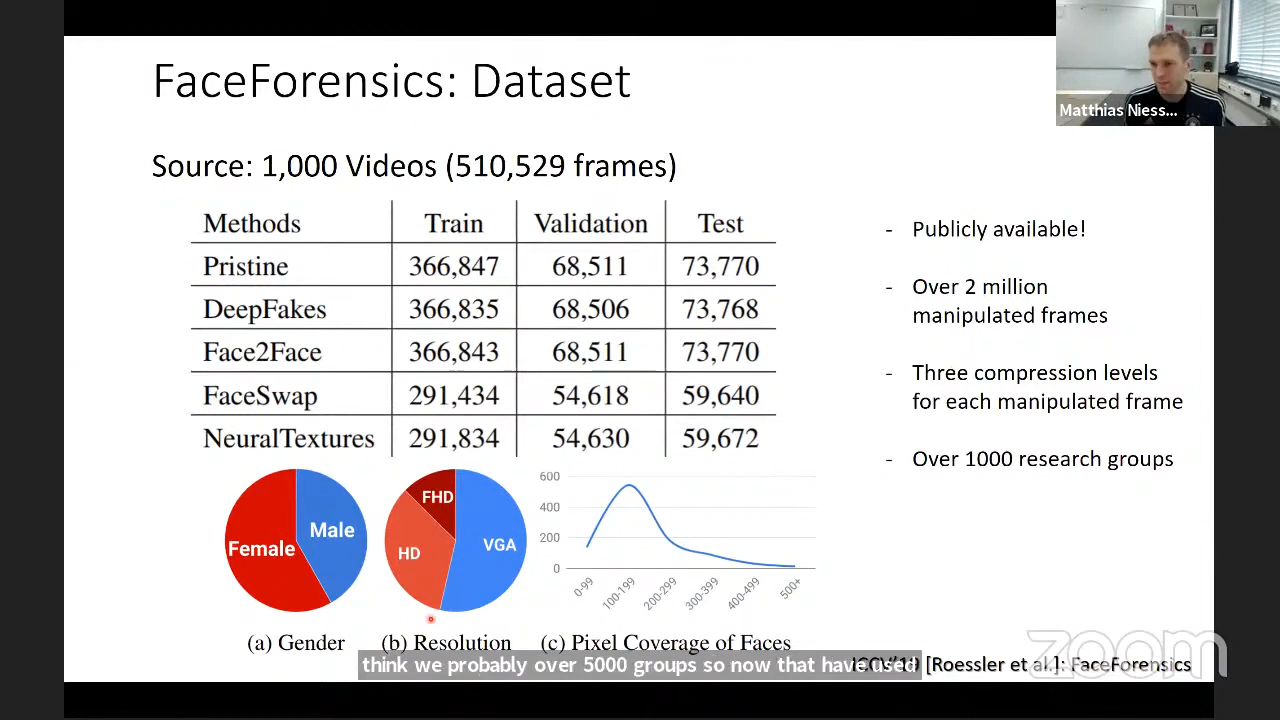 FaceForensics: Dataset
Matthias Niess...
Source: 1,000 Videos (510,529 frames)
Methods Train Validation Test
Pristine 366,847 68,511 73,770
DeepFakes 366,835 68,506 73,768
Face2Face 366,843 68,511 73,770
FaceSwap 291,434 54,618 59,640
NeuralTextures 291,834 54,630 59,672
- Publicly available!
- Over 2 million
manipulated frames
- Three compression levels
for each manipulated frame
- Over 1000 research groups
Female Male
FHD
HD VGA
600
400
200
0
0-99 100-199 200-299 300-399 400-499 500+
(a) Gender (b) Resolution (c) Pixel Coverage of Faces
think we probably over 5000 groups so now that have used
[Roessler et al.]: FaceForensics
zoom